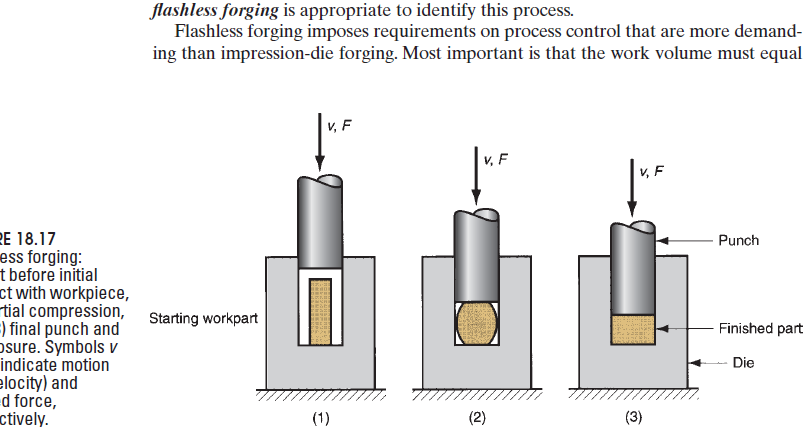 flashless forging is appropriate to identify this process.
Flashless forging imposes requirements on process control that are more demand-
ing than impression-die forging. Most important is that the work volume must equal
v, F
v, F
v, F
RE 18.17
ess forging:
t before initial
ct with workpiece,
rtial compression,
) final punch and
osure. Symbols v
indicate motion
elocity) and
d force,
ctively.
Punch
Starting workpart
Finished part
Die
(1)
(2)
(3)